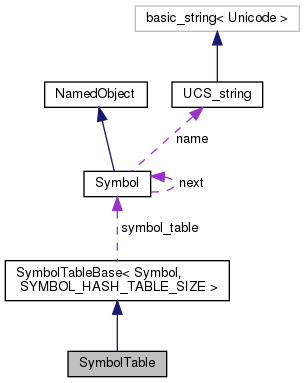 basic_string< Unicode >
NamedObject
UCS_string
name
Symbol
next
symbol_table
SymbolTableBase< Symbol,
SYMBOL_HASH_TABLE_SIZE >
SymbolTable